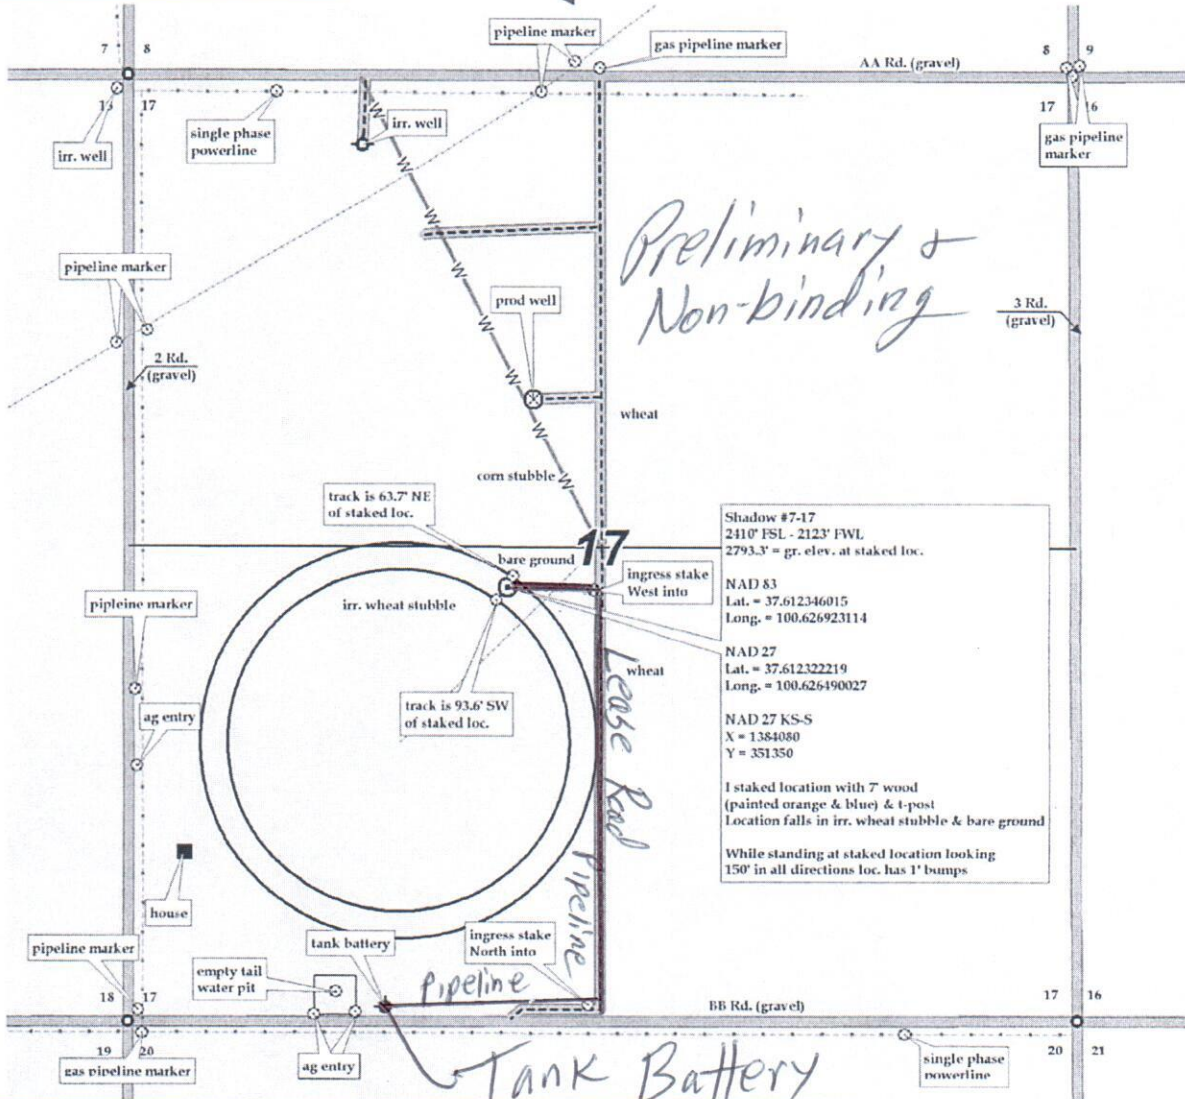 pipeline marker
gas pipeline marker
7 8
8 9
AA Rd. (gravel)
17
17 16
single phase
powerline
irr. well
irr. well
gas pipeline
marker
Preliminary &
Non-binding
pipeline marker
prod well
3 Rd.
(gravel)
2 Rd.
(gravel)
wheat
W W W W W W W W W
corn stubble
track is 63.7' NE
of staked loc.
17
bare ground
ingress stake
West into
irr. wheat stubble
pipleine marker
Shadow #7-17
2410' FSL - 2123' FWL
2793.3' = gr. elev. at staked loc.
NAD 83
Lat. = 37.612346015
Long. = 100.626923114
NAD 27
Lat. = 37.612322219
Long. = 100.626490027
NAD 27 KS-S
X = 1384080
Y = 351350
I staked location with 7' wood
(painted orange & blue) & t-post
Location falls in irr. wheat stubble & bare ground
While standing at staked location looking
150' in all directions loc. has 1' bumps
wheat
Lease Road
track is 93.6' SW
of staked loc.
ag entry
house
Pipeline
pipeline marker
tank battery
ingress stake
North into
empty tail
water pit
Pipeline
18 17
BB Rd. (gravel)
17 16
19 20
20 21
gas pipeline marker
ag entry
Tank Battery
single phase
powerline